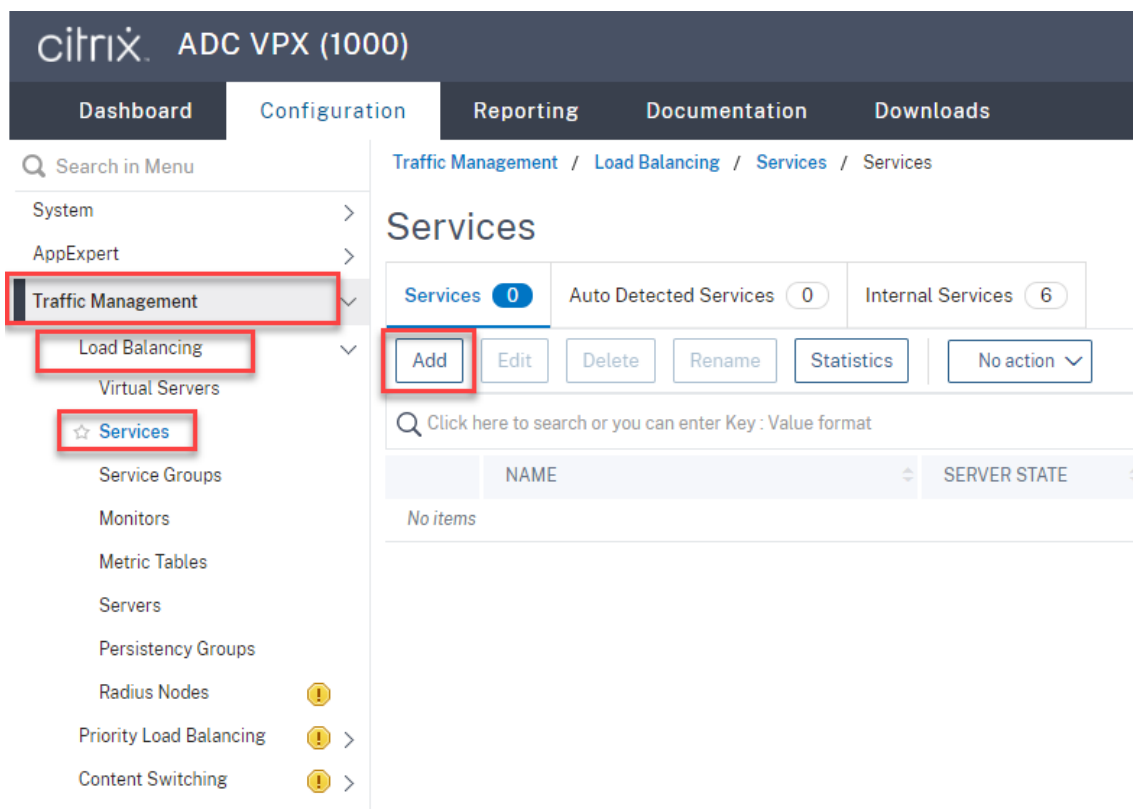 citrix. ADC VPX (1000)
Dashboard Configuration Reporting Documentation Downloads
Search in Menu
System
AppExpert
Traffic Management
Load Balancing
Virtual Servers
Services
Service Groups
Monitors
Metric Tables
Servers
Persistency Groups
Radius Nodes
Priority Load Balancing
Content Switching
Traffic Management / Load Balancing / Services / Services
Services
Services 0 Auto Detected Services 0 Internal Services 6
Add Edit Delete Rename Statistics No action
Click here to search or you can enter Key : Value format
NAME SERVER STATE
No items